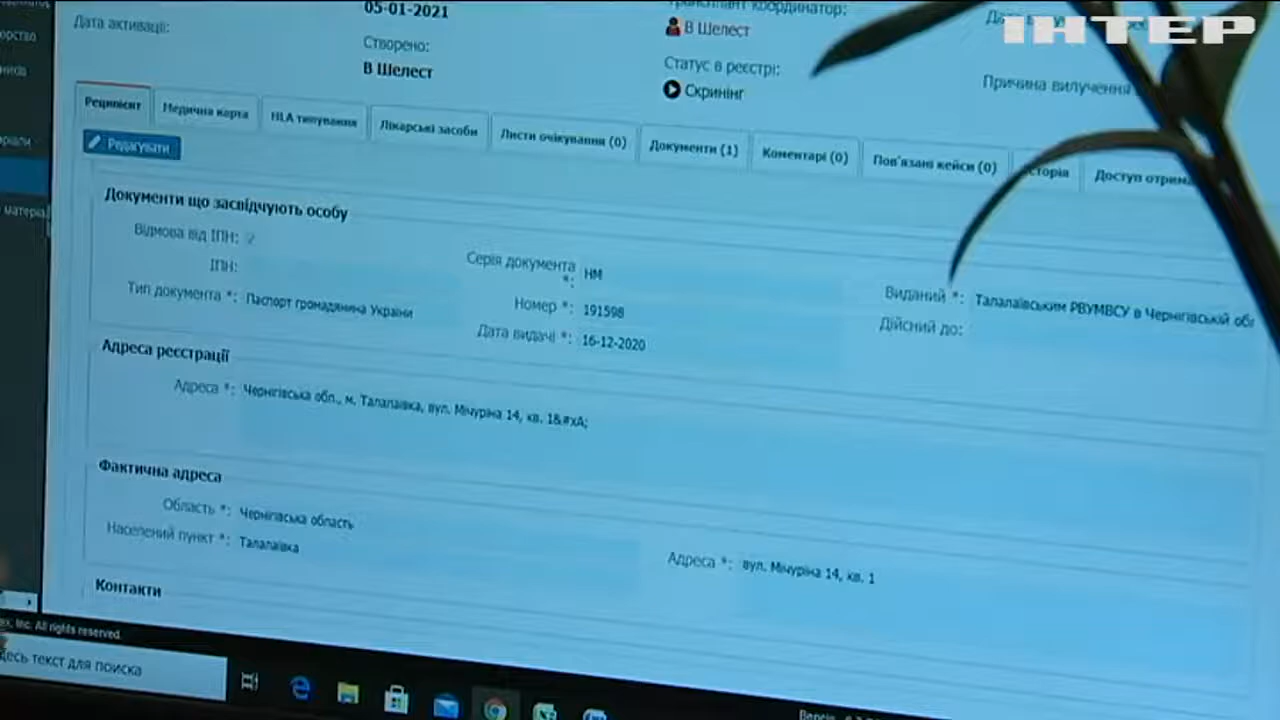 ІНТЕР
05-01-2021
Дата активації:
Створено:
В Шелест
координатор:
В Шелест
Статус в реєстрі:
Скринінг
Причина вилучення
Реципієнт Медична карта HLA типування Лікарські засоби Листи очікування (0) Документи (1) Коментарі (0) Пов'язані кейси (0) Доступ
Редагувати
Документи що засвідчують особу
Відмова від ІПН:
ІПН:
Тип документа *: Паспорт громадянина України
Серія документа *: НМ
Номер *: 191598
Дата видачі *: 16-12-2020
Виданий *: Талалаївським РВУМВСУ в Чернігівській обл
Дійсний до:
Адреса реєстрації
Адреса *: Чернігівська обл., м. Талалаївка, вул. Мічуріна 14, кв. 1&#xA;
Фактична адреса
Область *: Чернігівська область
Населений пункт *: Талалаївка
Адреса *: вул. Мічуріна 14, кв. 1
Контакти
Inc. All rights reserved.
текст для поиска